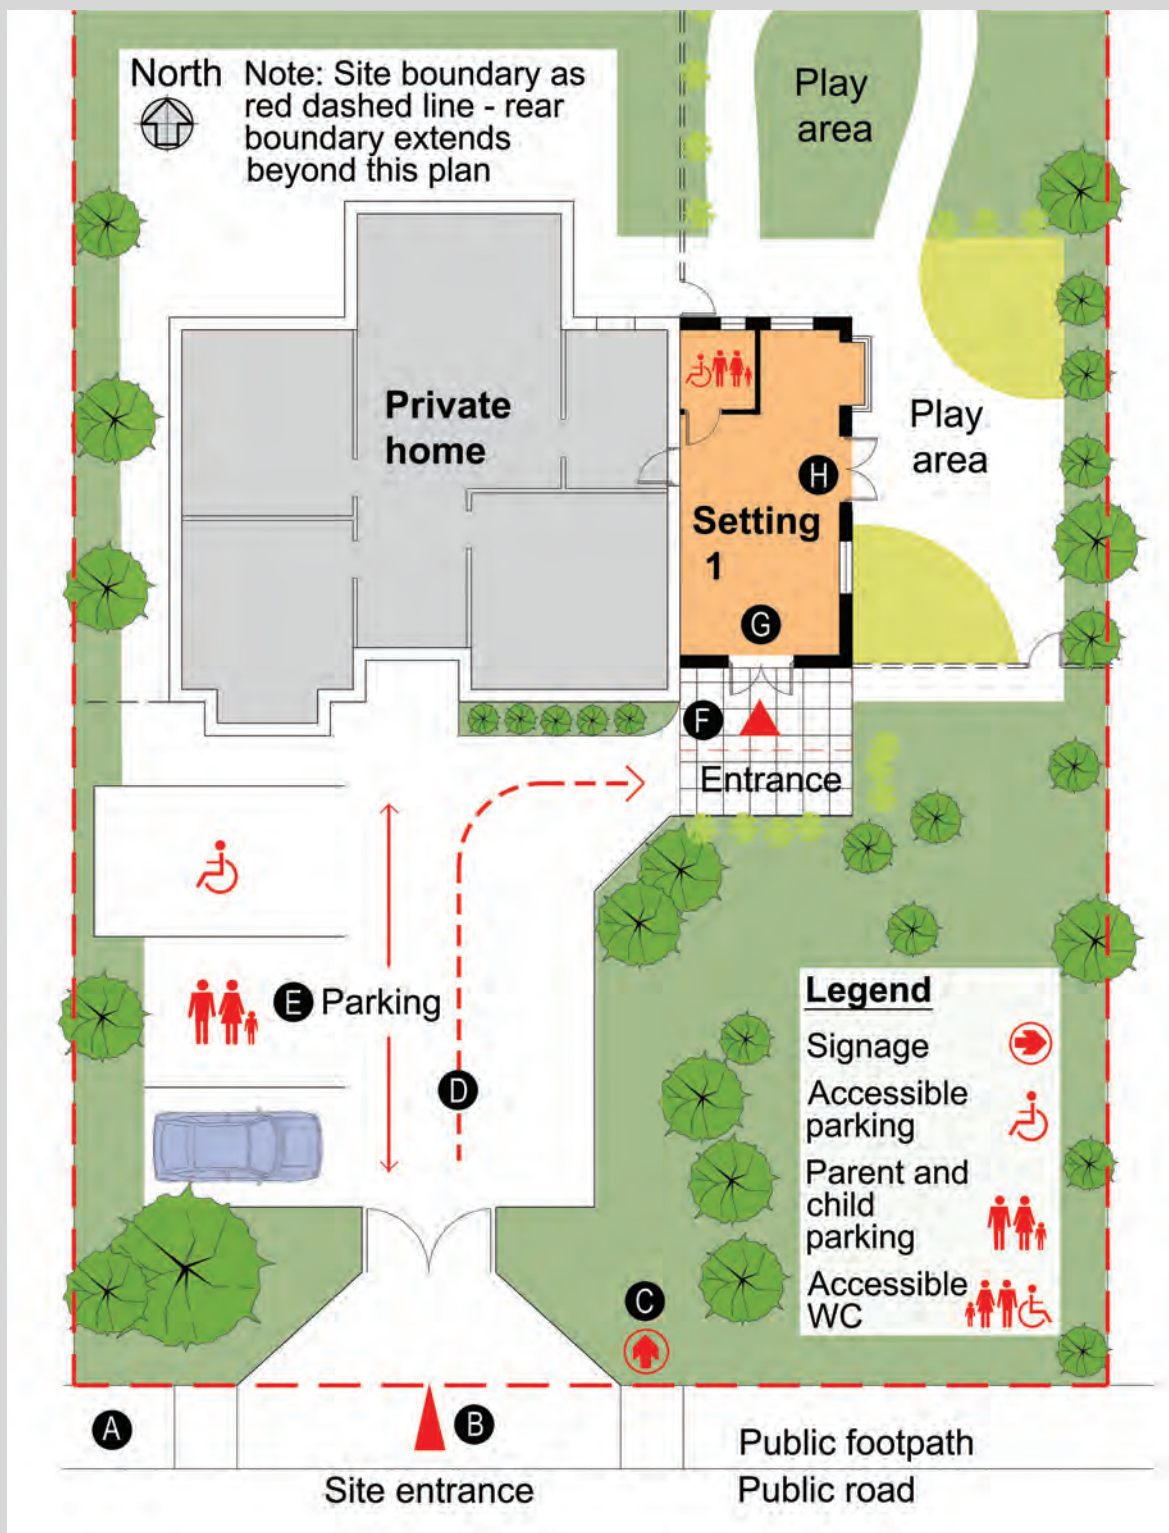 North
Note: Site boundary as
red dashed line - rear
boundary extends
beyond this plan
Play
area
Private
home
Play
area
H
Setting
1
G
F
Entrance
E
Parking
D
Legend
Signage
Accessible
parking
Parent and
child
parking
Accessible
WC
C
A
B
Public footpath
Site entrance
Public road